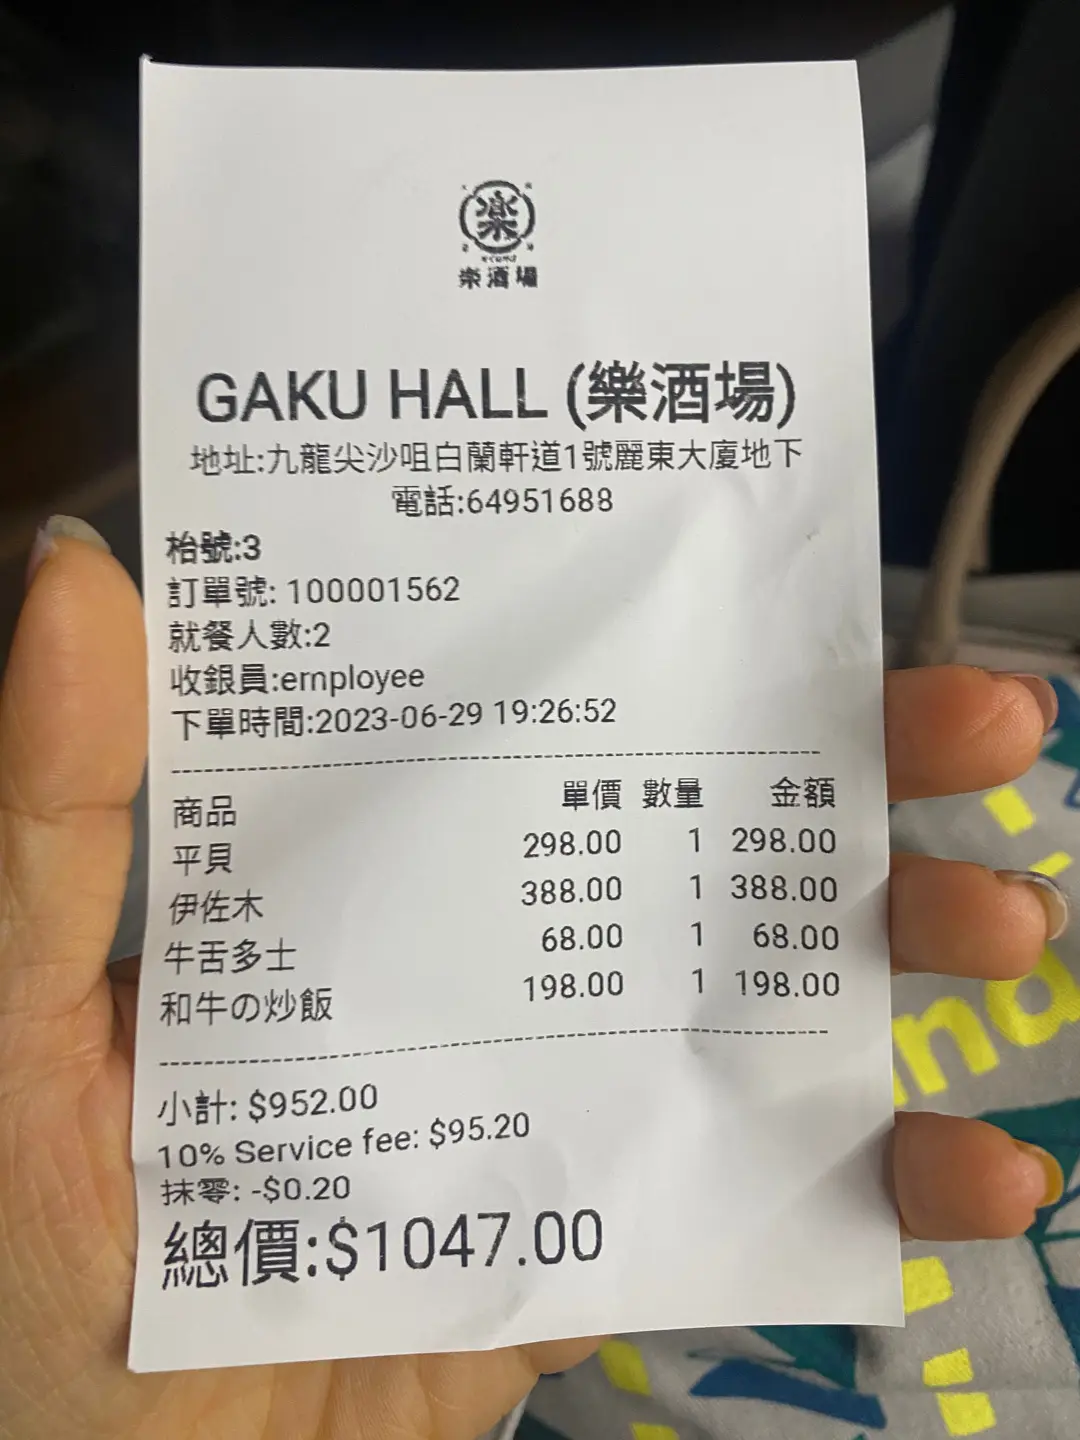 樂
樂酒場
GAKU HALL (樂酒場)
地址:九龍尖沙咀白蘭軒道1號麗東大廈地下
電話:64951688
枱號:3
訂單號: 100001562
就餐人數:2
收銀員:employee
下單時間:2023-06-29 19:26:52
商品 單價 數量 金額
平貝 298.00 1 298.00
伊佐木 388.00 1 388.00
牛舌多士 68.00 1 68.00
和牛の炒飯 198.00 1 198.00
小計: $952.00
10% Service fee: $95.20
抹零: -$0.20
總價:$1047.00